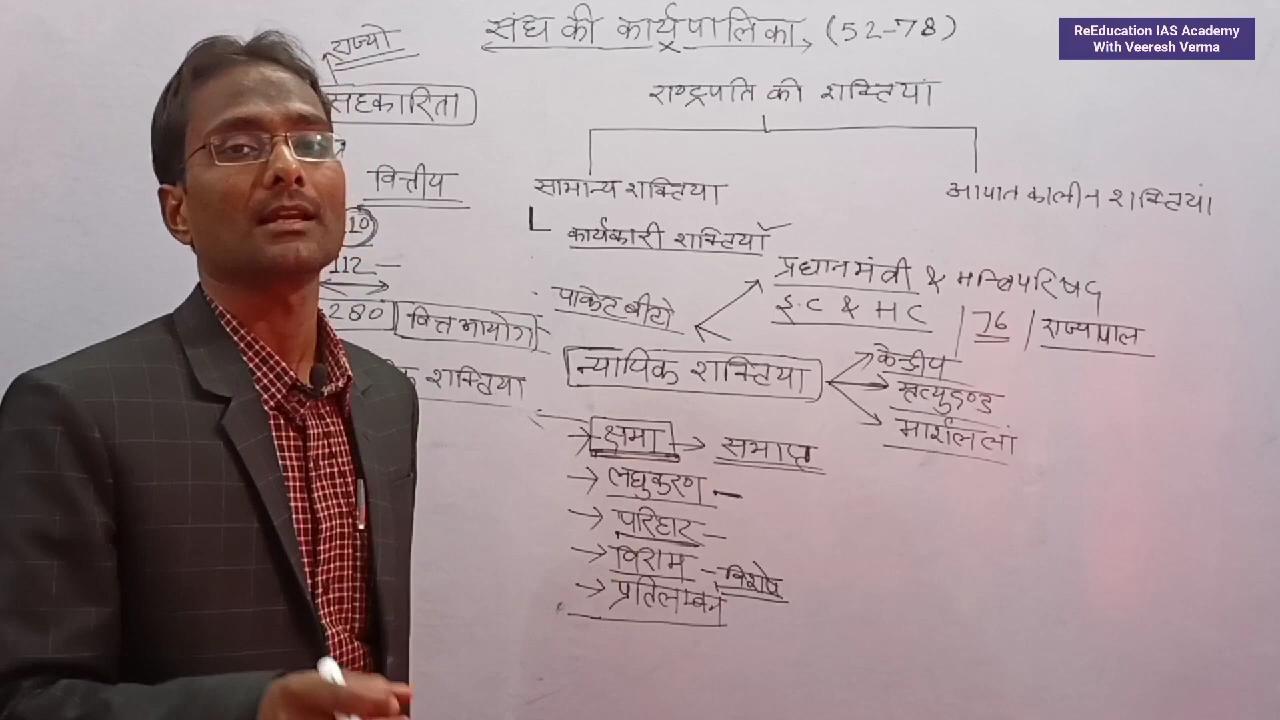 ReEducation IAS Academy
With Veeresh Verma
संघ की कार्यपालिका, (52-78)
राज्यो
सहकारिता
राष्ट्रपति की शक्तियां
वित्तीय
सामान्य शक्तिया
आपातकालीन शक्तियां
कार्यकारी शक्तियाँ
112 –
प्रधानमंत्री & मन्त्रिपरिषद
पाकेट बीटो
S.C & HC / 76 / राज्यपाल
280 वित्त आयोग
न्यायिक शक्तिया
केन्द्रीय
मृत्युदण्ड
मार्शल लॉ
शक्तिया
→ क्षमा → समाप्त
→ लघुकरण –
→ परिहार –
→ विराम – विशेष
→ प्रतिलम्बन